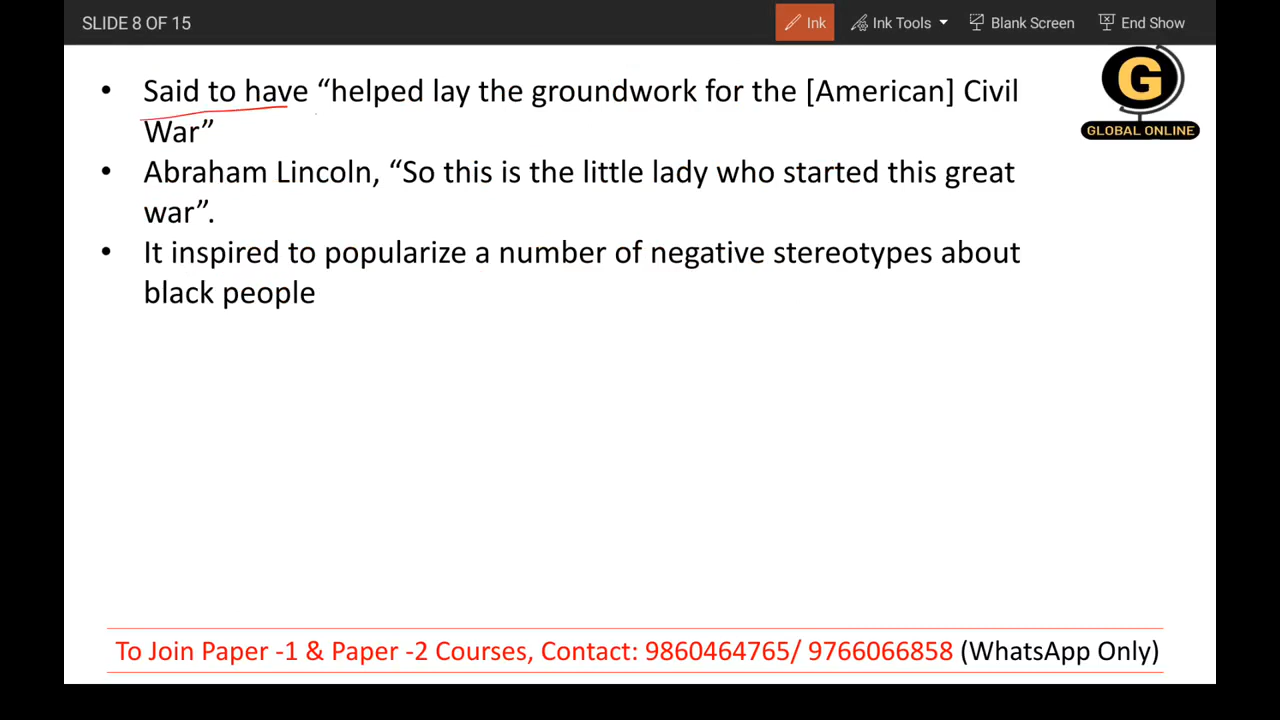 SLIDE 8 OF 15
Ink
Ink Tools
Blank Screen
End Show
G
GLOBAL ONLINE
• Said to have “helped lay the groundwork for the [American] Civil
War”
• Abraham Lincoln, “So this is the little lady who started this great
war”.
• It inspired to popularize a number of negative stereotypes about
black people
To Join Paper -1 & Paper -2 Courses, Contact: 9860464765/ 9766066858 (WhatsApp Only)